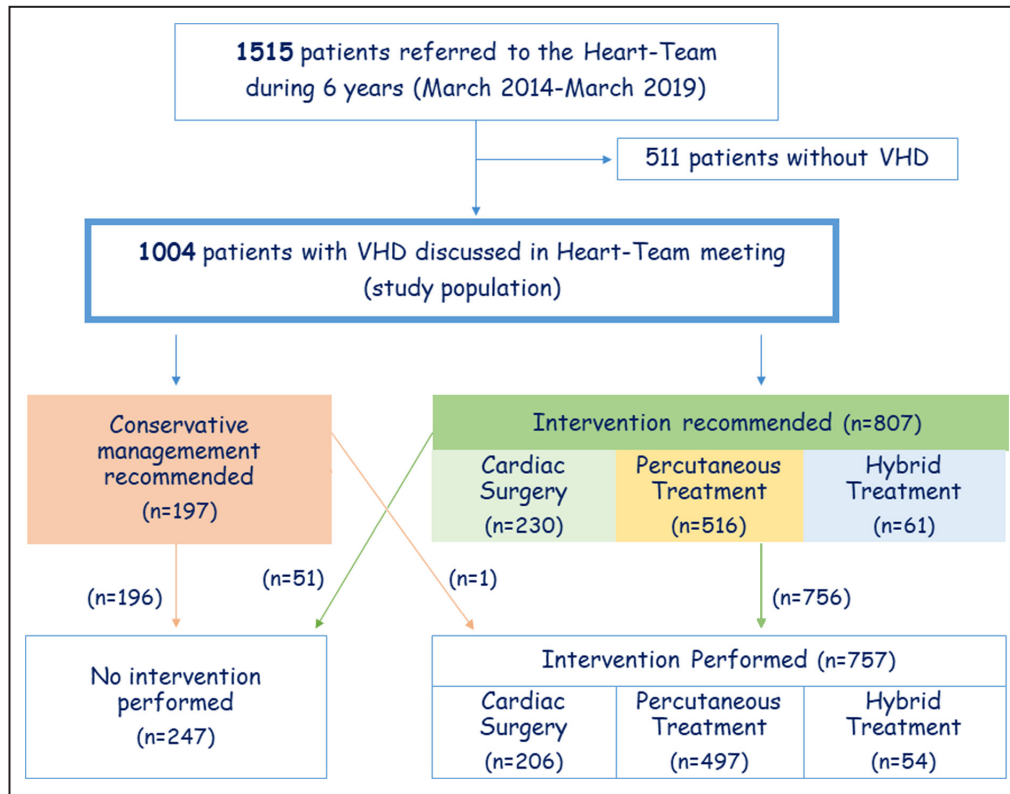 1515 patients referred to the Heart-Team
during 6 years (March 2014-March 2019)
511 patients without VHD
1004 patients with VHD discussed in Heart-Team meeting
(study population)
Conservative
managemement
recommended
(n=197)
Intervention recommended (n=807)
Cardiac
Surgery
(n=230)
Percutaneous
Treatment
(n=516)
Hybrid
Treatment
(n=61)
(n=196)
(n=51)
(n=1)
(n=756)
No intervention
performed
(n=247)
Intervention Performed (n=757)
Cardiac
Surgery
(n=206)
Percutaneous
Treatment
(n=497)
Hybrid
Treatment
(n=54)